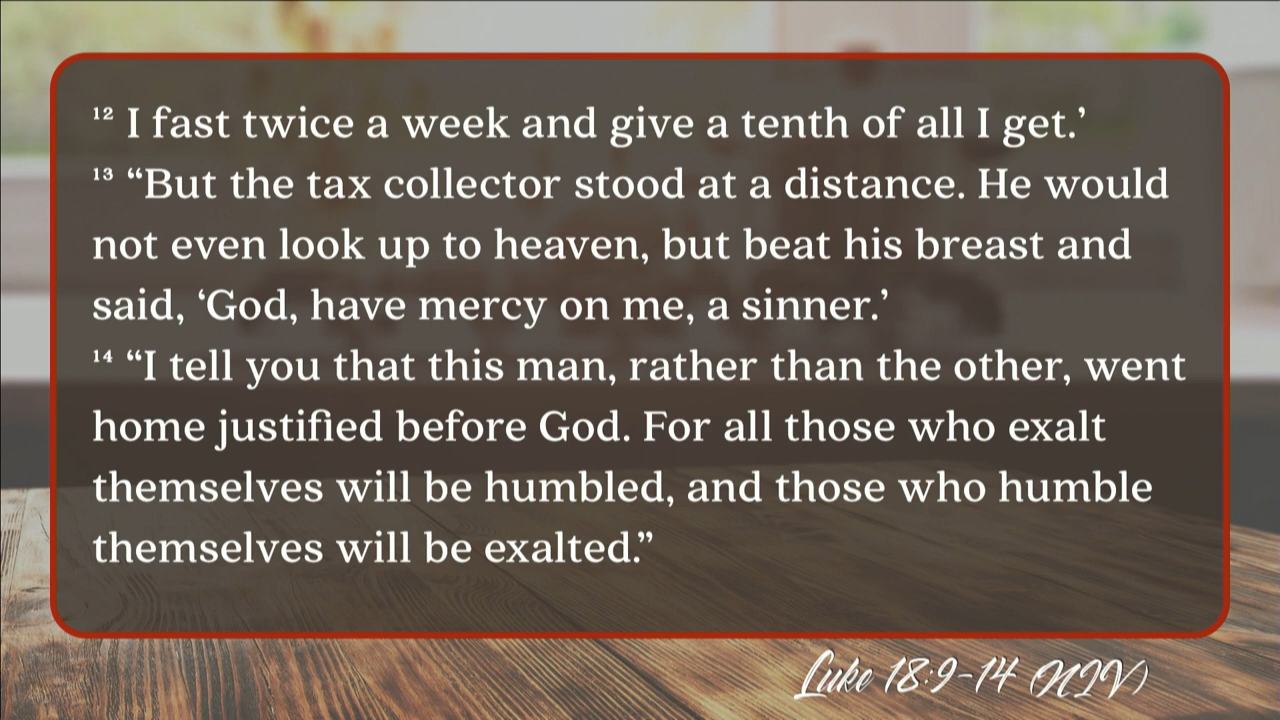 ¹² I fast twice a week and give a tenth of all I get.’
¹³ “But the tax collector stood at a distance. He would
not even look up to heaven, but beat his breast and
said, ‘God, have mercy on me, a sinner.’
¹⁴ “I tell you that this man, rather than the other, went
home justified before God. For all those who exalt
themselves will be humbled, and those who humble
themselves will be exalted.”
Luke 18:9-14 (NIV)